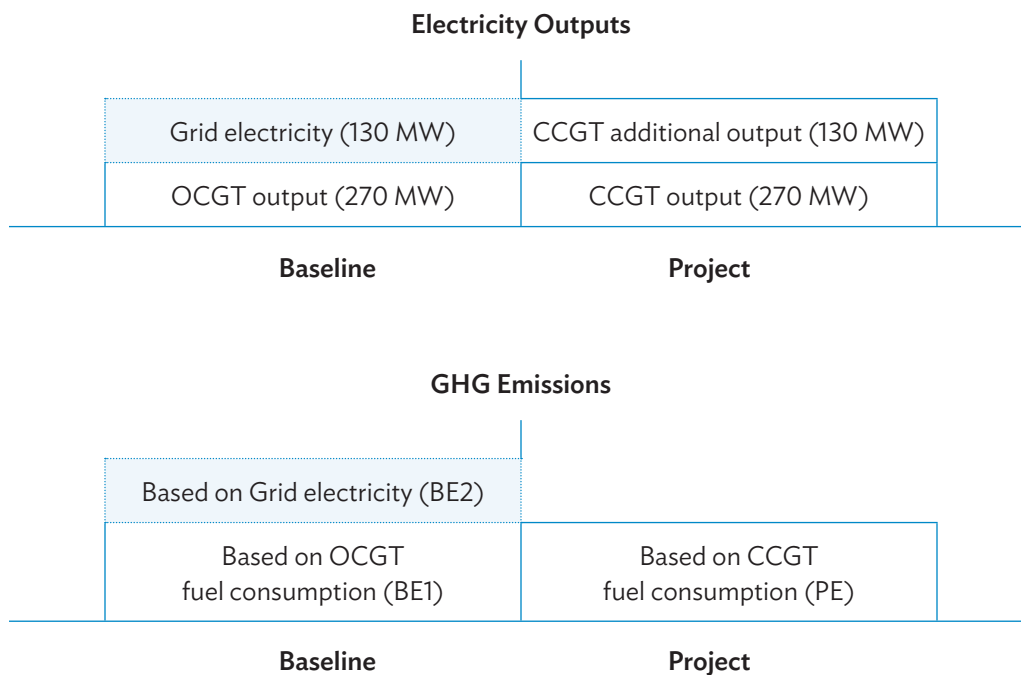 Electricity Outputs
Grid electricity (130 MW)
CCGT additional output (130 MW)
OCGT output (270 MW)
CCGT output (270 MW)
Baseline
Project
GHG Emissions
Based on Grid electricity (BE2)
Based on OCGT
fuel consumption (BE1)
Based on CCGT
fuel consumption (PE)
Baseline
Project